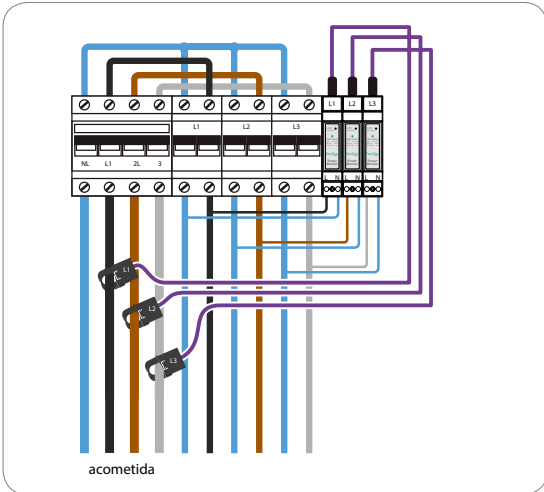 L1 L2 L3
L1 L2 L3
NL L1 2L 3
L N L N L N
L1
L2
L3
acometida